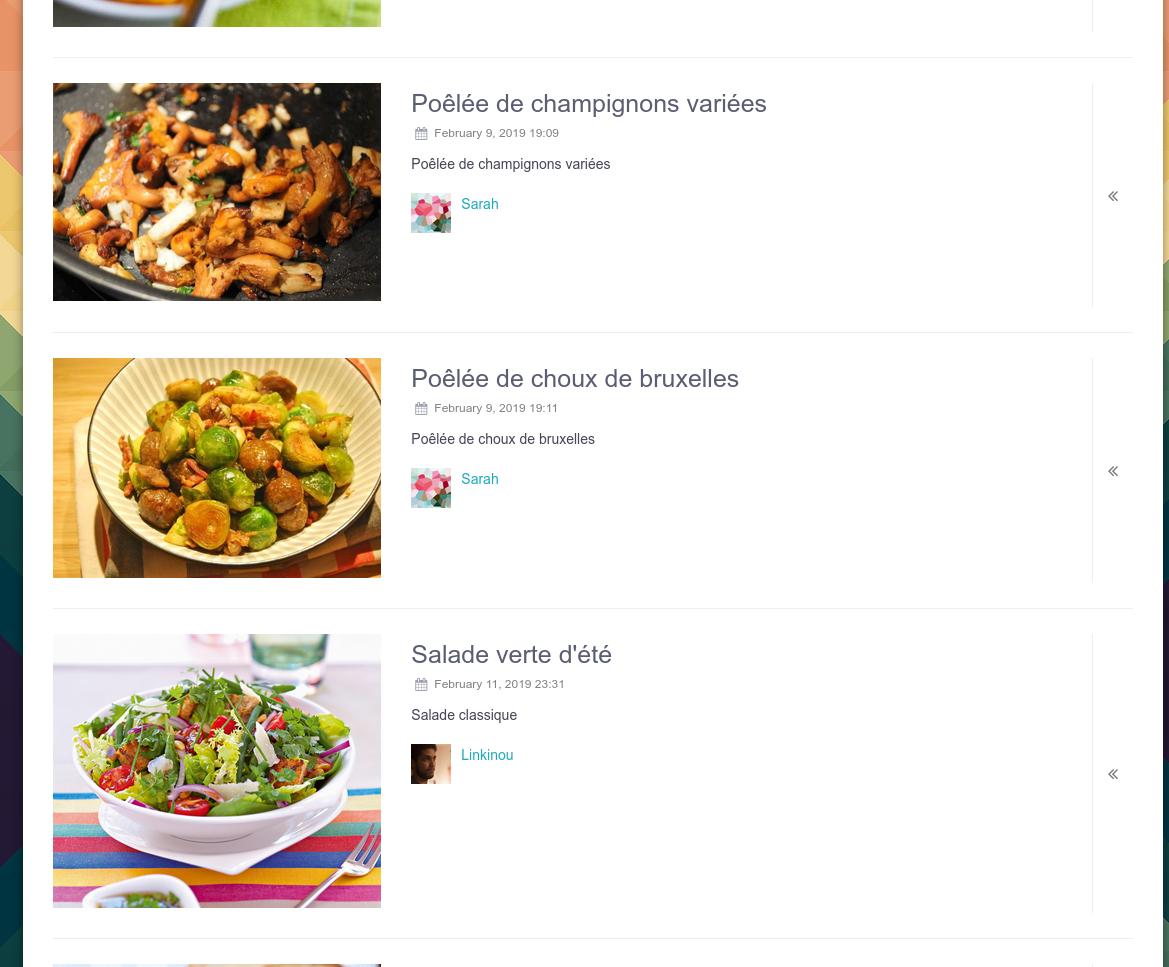 Poêlée de champignons variées
February 9, 2019 19:09
Poêlée de champignons variées
Sarah
Poêlée de choux de bruxelles
February 9, 2019 19:11
Poêlée de choux de bruxelles
Sarah
Salade verte d'été
February 11, 2019 23:31
Salade classique
Linkinou